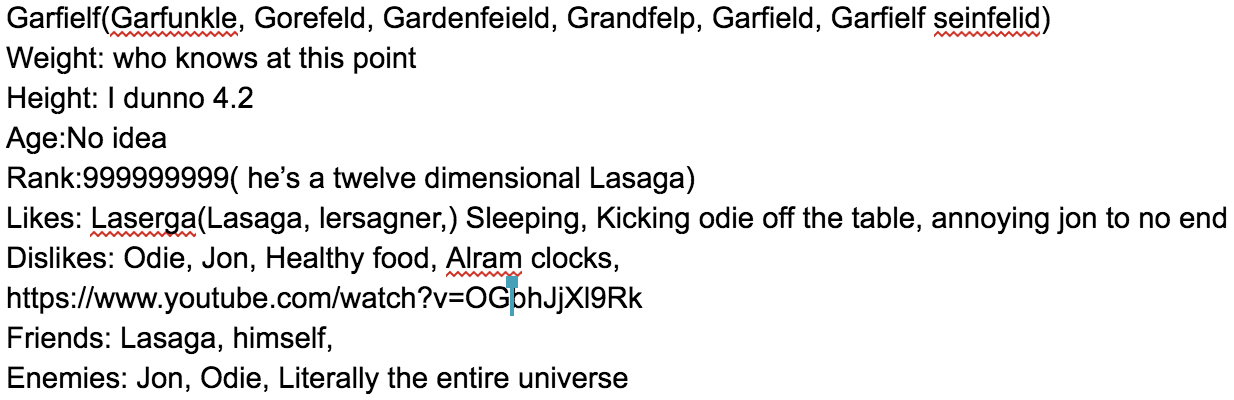 Garfielf(Garfunkle, Gorefeld, Gardenfeield, Grandfelp, Garfield, Garfielf seinfelid)
Weight: who knows at this point
Height: I dunno 4.2
Age:No idea
Rank:999999999( he’s a twelve dimensional Lasaga)
Likes: Laserga(Lasaga, lersagner,) Sleeping, Kicking odie off the table, annoying jon to no end
Dislikes: Odie, Jon, Healthy food, Alram clocks,
https://www.youtube.com/watch?v=OGbhJjXl9Rk
Friends: Lasaga, himself,
Enemies: Jon, Odie, Literally the entire universe